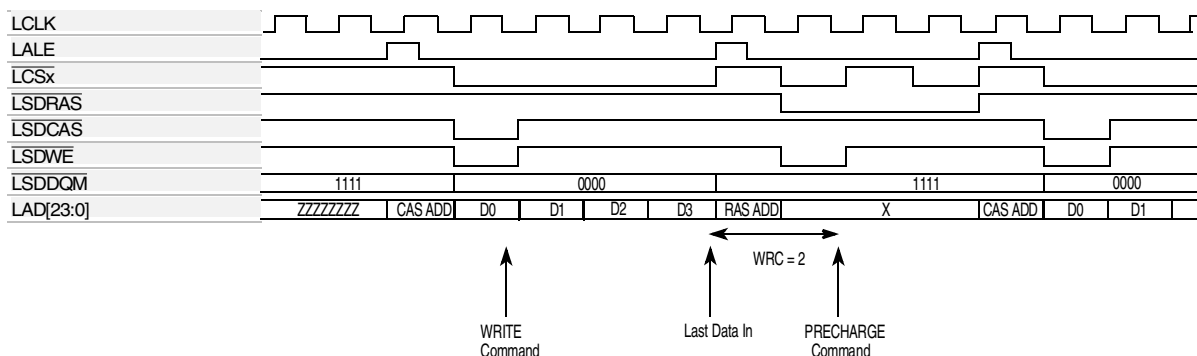 LCLK
LALE
LCSx
LSDRAS
LSDCAS
LSDWE
LSDDQM 1111 0000 1111 0000
LAD[23:0] ZZZZZZZZ CAS ADD D0 D1 D2 D3 RAS ADD X CAS ADD D0 D1
WRC = 2
WRITE Last Data In PRECHARGE
Command Command